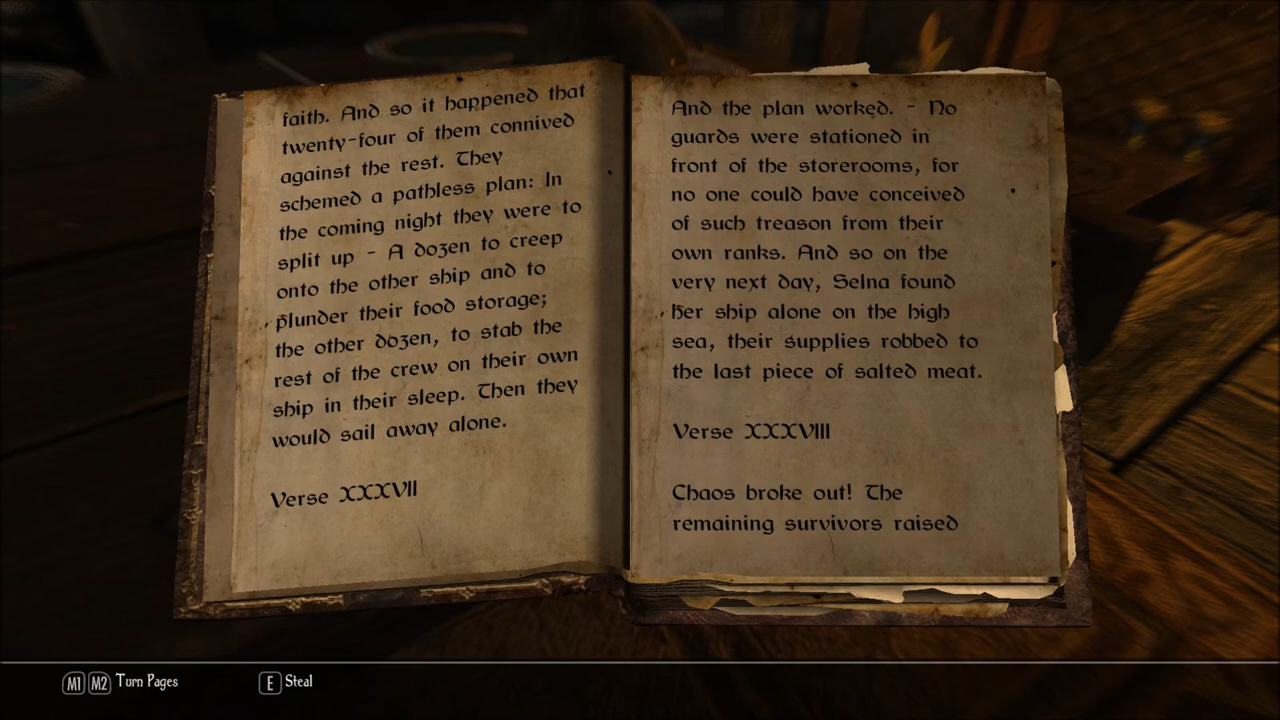 faith. And so it happened that
twenty-four of them connived
against the rest. They
schemed a pathless plan: In
the coming night they were to
split up - A dozen to creep
onto the other ship and to
plunder their food storage;
the other dozen, to stab the
rest of the crew on their own
ship in their sleep. Then they
would sail away alone.
Verse XXXVII
And the plan worked. - No
guards were stationed in
front of the storerooms, for
no one could have conceived
of such treason from their
own ranks. And so on the
very next day, Selna found
her ship alone on the high
sea, their supplies robbed to
the last piece of salted meat.
Verse XXXVIII
Chaos broke out! The
remaining survivors raised
M1 M2 Turn Pages
E Steal